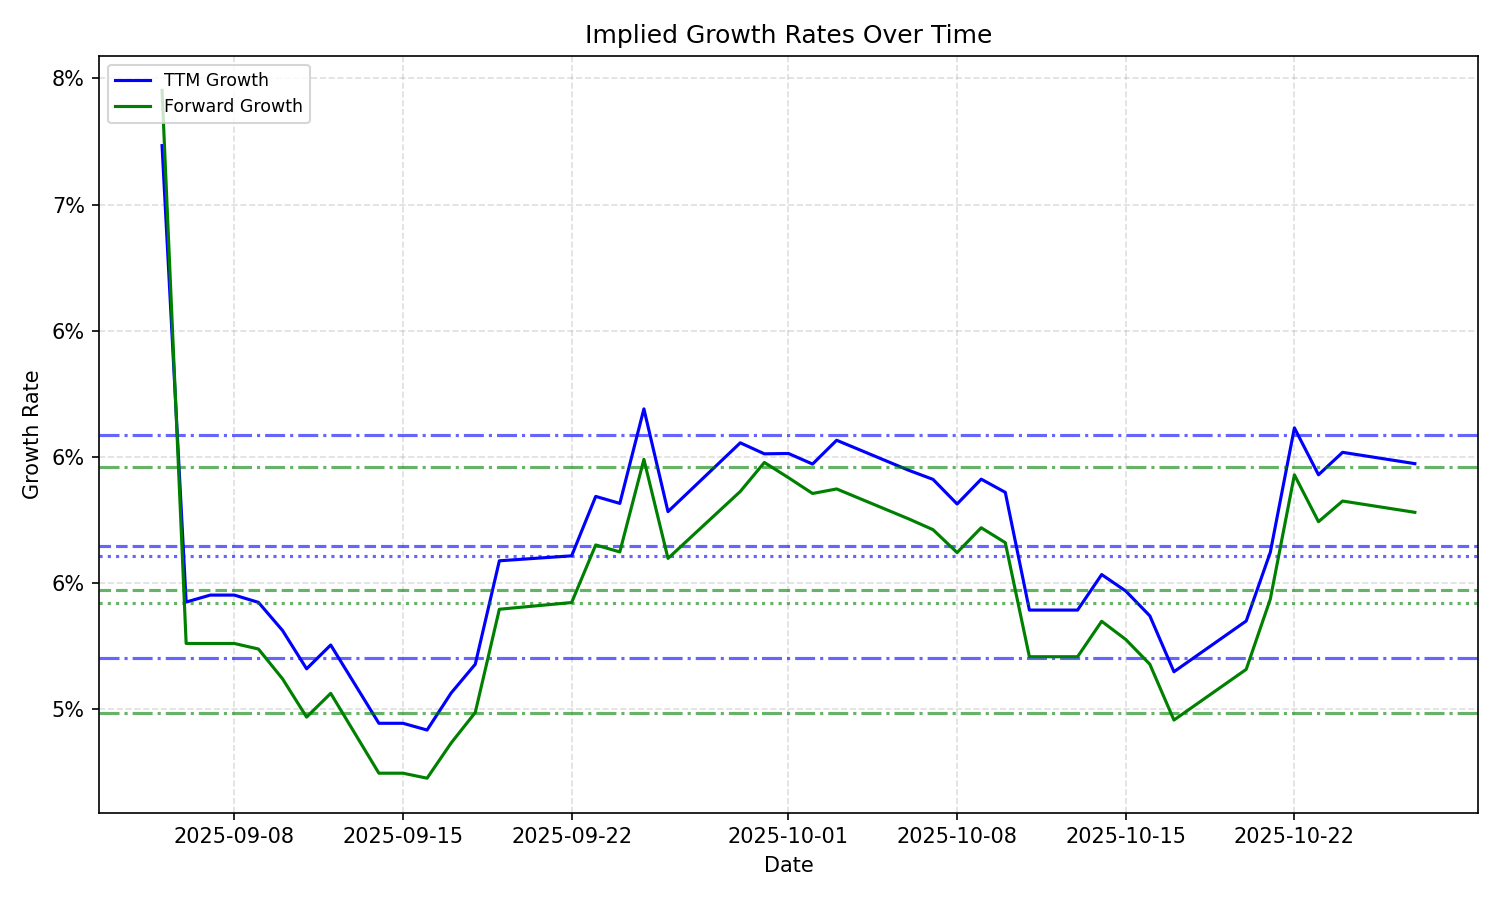 Implied Growth Rates Over Time
TTM Growth
Forward Growth
Growth Rate
8%
7%
6%
6%
6%
5%
2025-09-08
2025-09-15
2025-09-22
2025-10-01
2025-10-08
2025-10-15
2025-10-22
Date